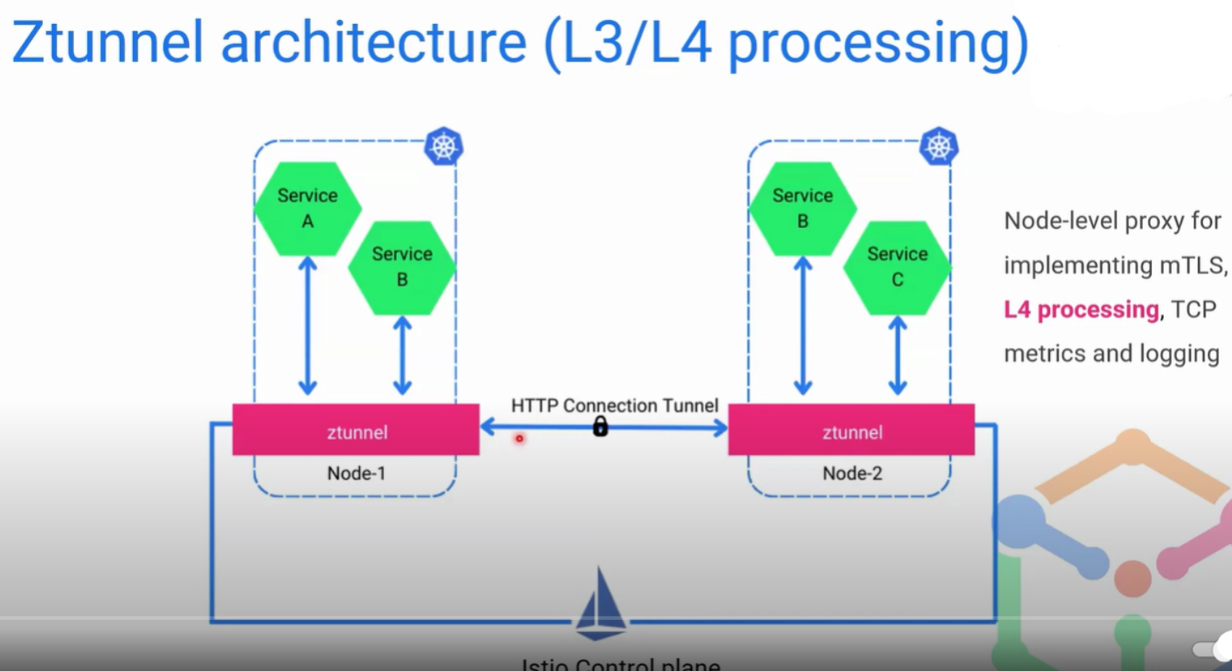 Ztunnel architecture (L3/L4 processing)
Service
A
Service
B
Service
B
Service
C
Node-level proxy for
implementing mTLS,
L4 processing, TCP
metrics and logging
HTTP Connection Tunnel
ztunnel
ztunnel
Node-1
Node-2
Istio Control plane